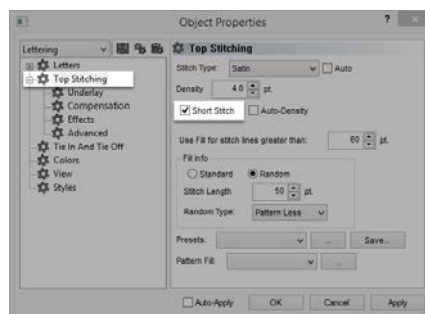 Object Properties ?
Lettering
Letters
Top Stitching
Underlay
Compensation
Effects
Advanced
Tie In And Tie Off
Colors
View
Styles
Top Stitching
Stitch Type: Satin Auto
Density 4.0 pt.
Short Stitch Auto-Density
Use Fill for stitch lines greater than: 60 pt.
Fill info
Standard Random
Stitch Length 50 pt.
Random Type: Pattern Less
Presets: ... Save...
Pattern Fill: ...
Auto-Apply OK Cancel Apply